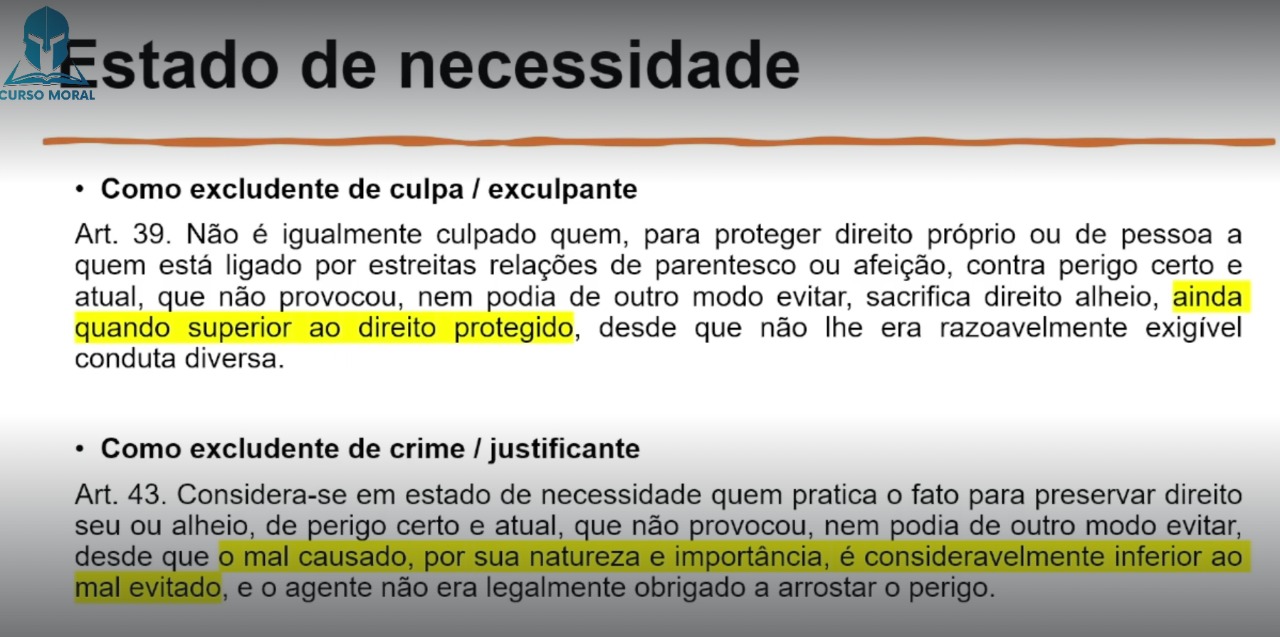 CURSO MORAL
Estado de necessidade
• Como excludente de culpa / exculpante
Art. 39. Não é igualmente culpado quem, para proteger direito próprio ou de pessoa a
quem está ligado por estreitas relações de parentesco ou afeição, contra perigo certo e
atual, que não provocou, nem podia de outro modo evitar, sacrifica direito alheio, ainda
quando superior ao direito protegido, desde que não lhe era razoavelmente exigível
conduta diversa.
• Como excludente de crime / justificante
Art. 43. Considera-se em estado de necessidade quem pratica o fato para preservar direito
seu ou alheio, de perigo certo e atual, que não provocou, nem podia de outro modo evitar,
desde que o mal causado, por sua natureza e importância, é consideravelmente inferior ao
mal evitado, e o agente não era legalmente obrigado a arrostar o perigo.